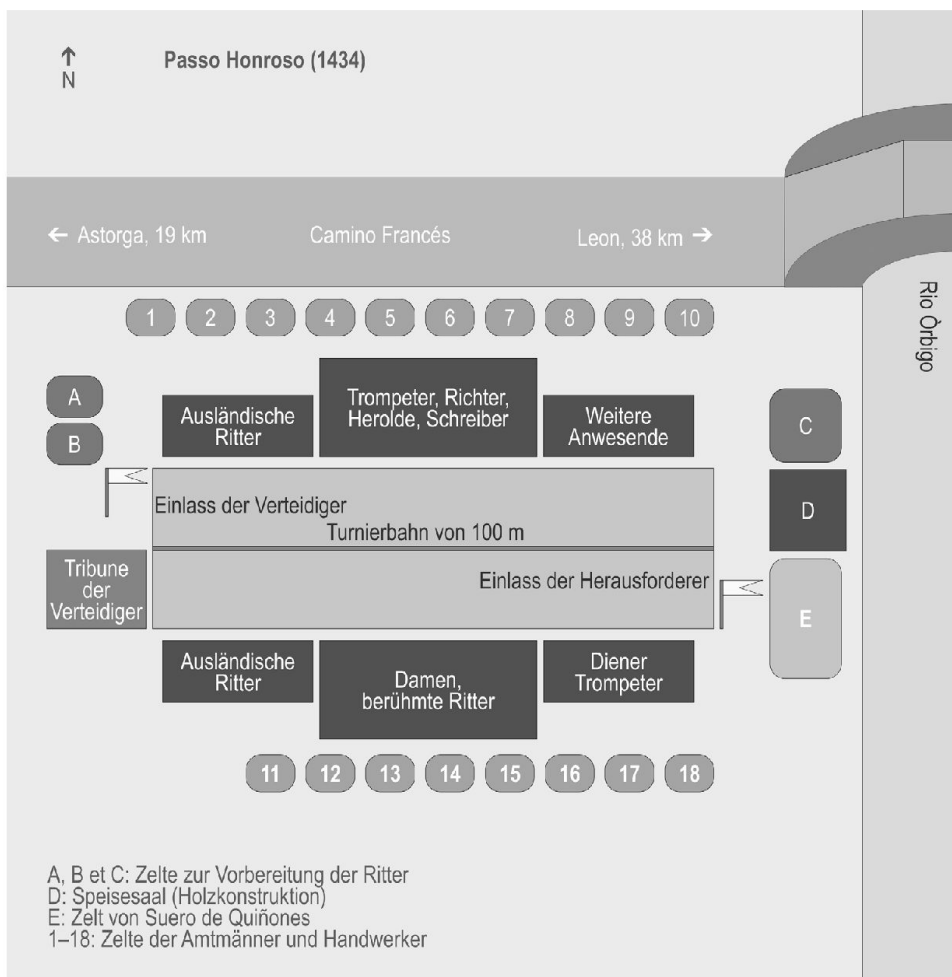 Passo Honroso (1434)
↑
N
← Astorga, 19 km
Camino Francés
Leon, 38 km →
Rio Òrbigo
1 2 3 4 5 6 7 8 9 10
A
B
Ausländische
Ritter
Trompeter, Richter,
Herolde, Schreiber
Weitere
Anwesende
C
D
E
Einlass der Verteidiger
Turnierbahn von 100 m
Einlass der Herausforderer
Tribune
der
Verteidiger
Ausländische
Ritter
Damen,
berühmte Ritter
Diener
Trompeter
11 12 13 14 15 16 17 18
A, B et C: Zelte zur Vorbereitung der Ritter
D: Speisesaal (Holzkonstruktion)
E: Zelt von Suero de Quiñones
1–18: Zelte der Amtmänner und Handwerker